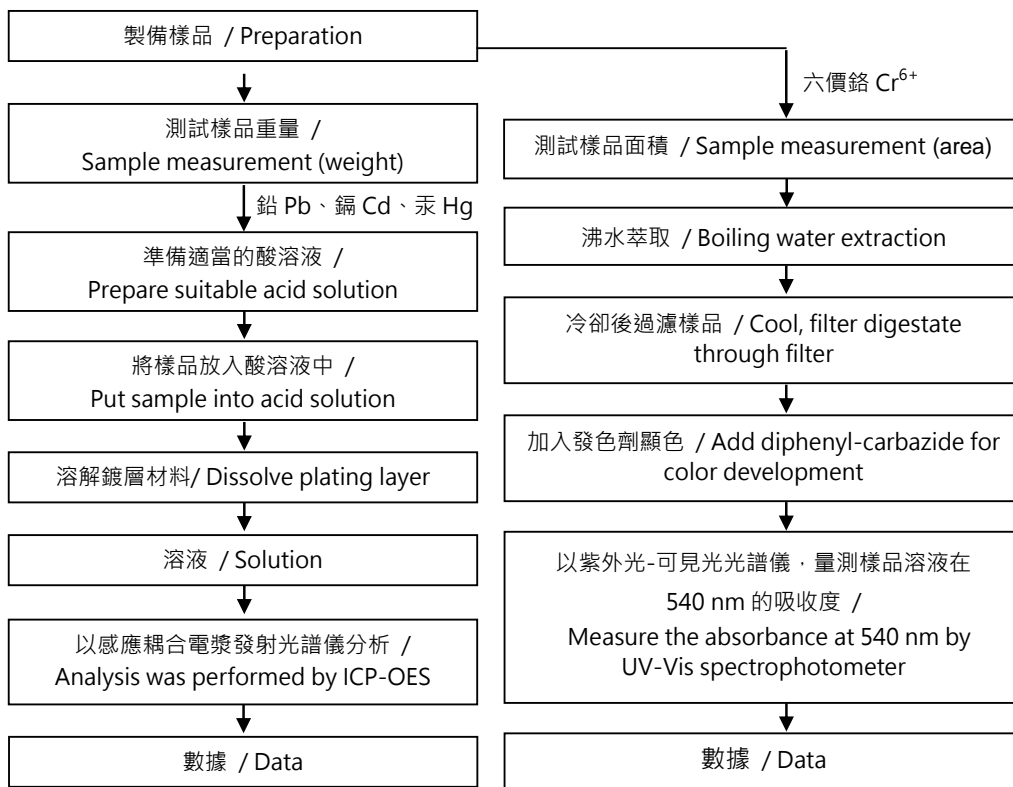 製備樣品 / Preparation
測試樣品重量 /
Sample measurement (weight)
鉛 Pb、鎘 Cd、汞 Hg
準備適當的酸溶液 /
Prepare suitable acid solution
將樣品放入酸溶液中 /
Put sample into acid solution
溶解鍍層材料/ Dissolve plating layer
溶液 / Solution
以感應耦合電漿發射光譜儀分析 /
Analysis was performed by ICP-OES
數據 / Data
六價鉻 Cr⁶⁺
測試樣品面積 / Sample measurement (area)
沸水萃取 / Boiling water extraction
冷卻後過濾樣品 / Cool, filter digestate
through filter
加入發色劑顯色 / Add diphenyl-carbazide for
color development
以紫外光-可見光光譜儀，量測樣品溶液在
540 nm 的吸收度 /
Measure the absorbance at 540 nm by
UV-Vis spectrophotometer
數據 / Data